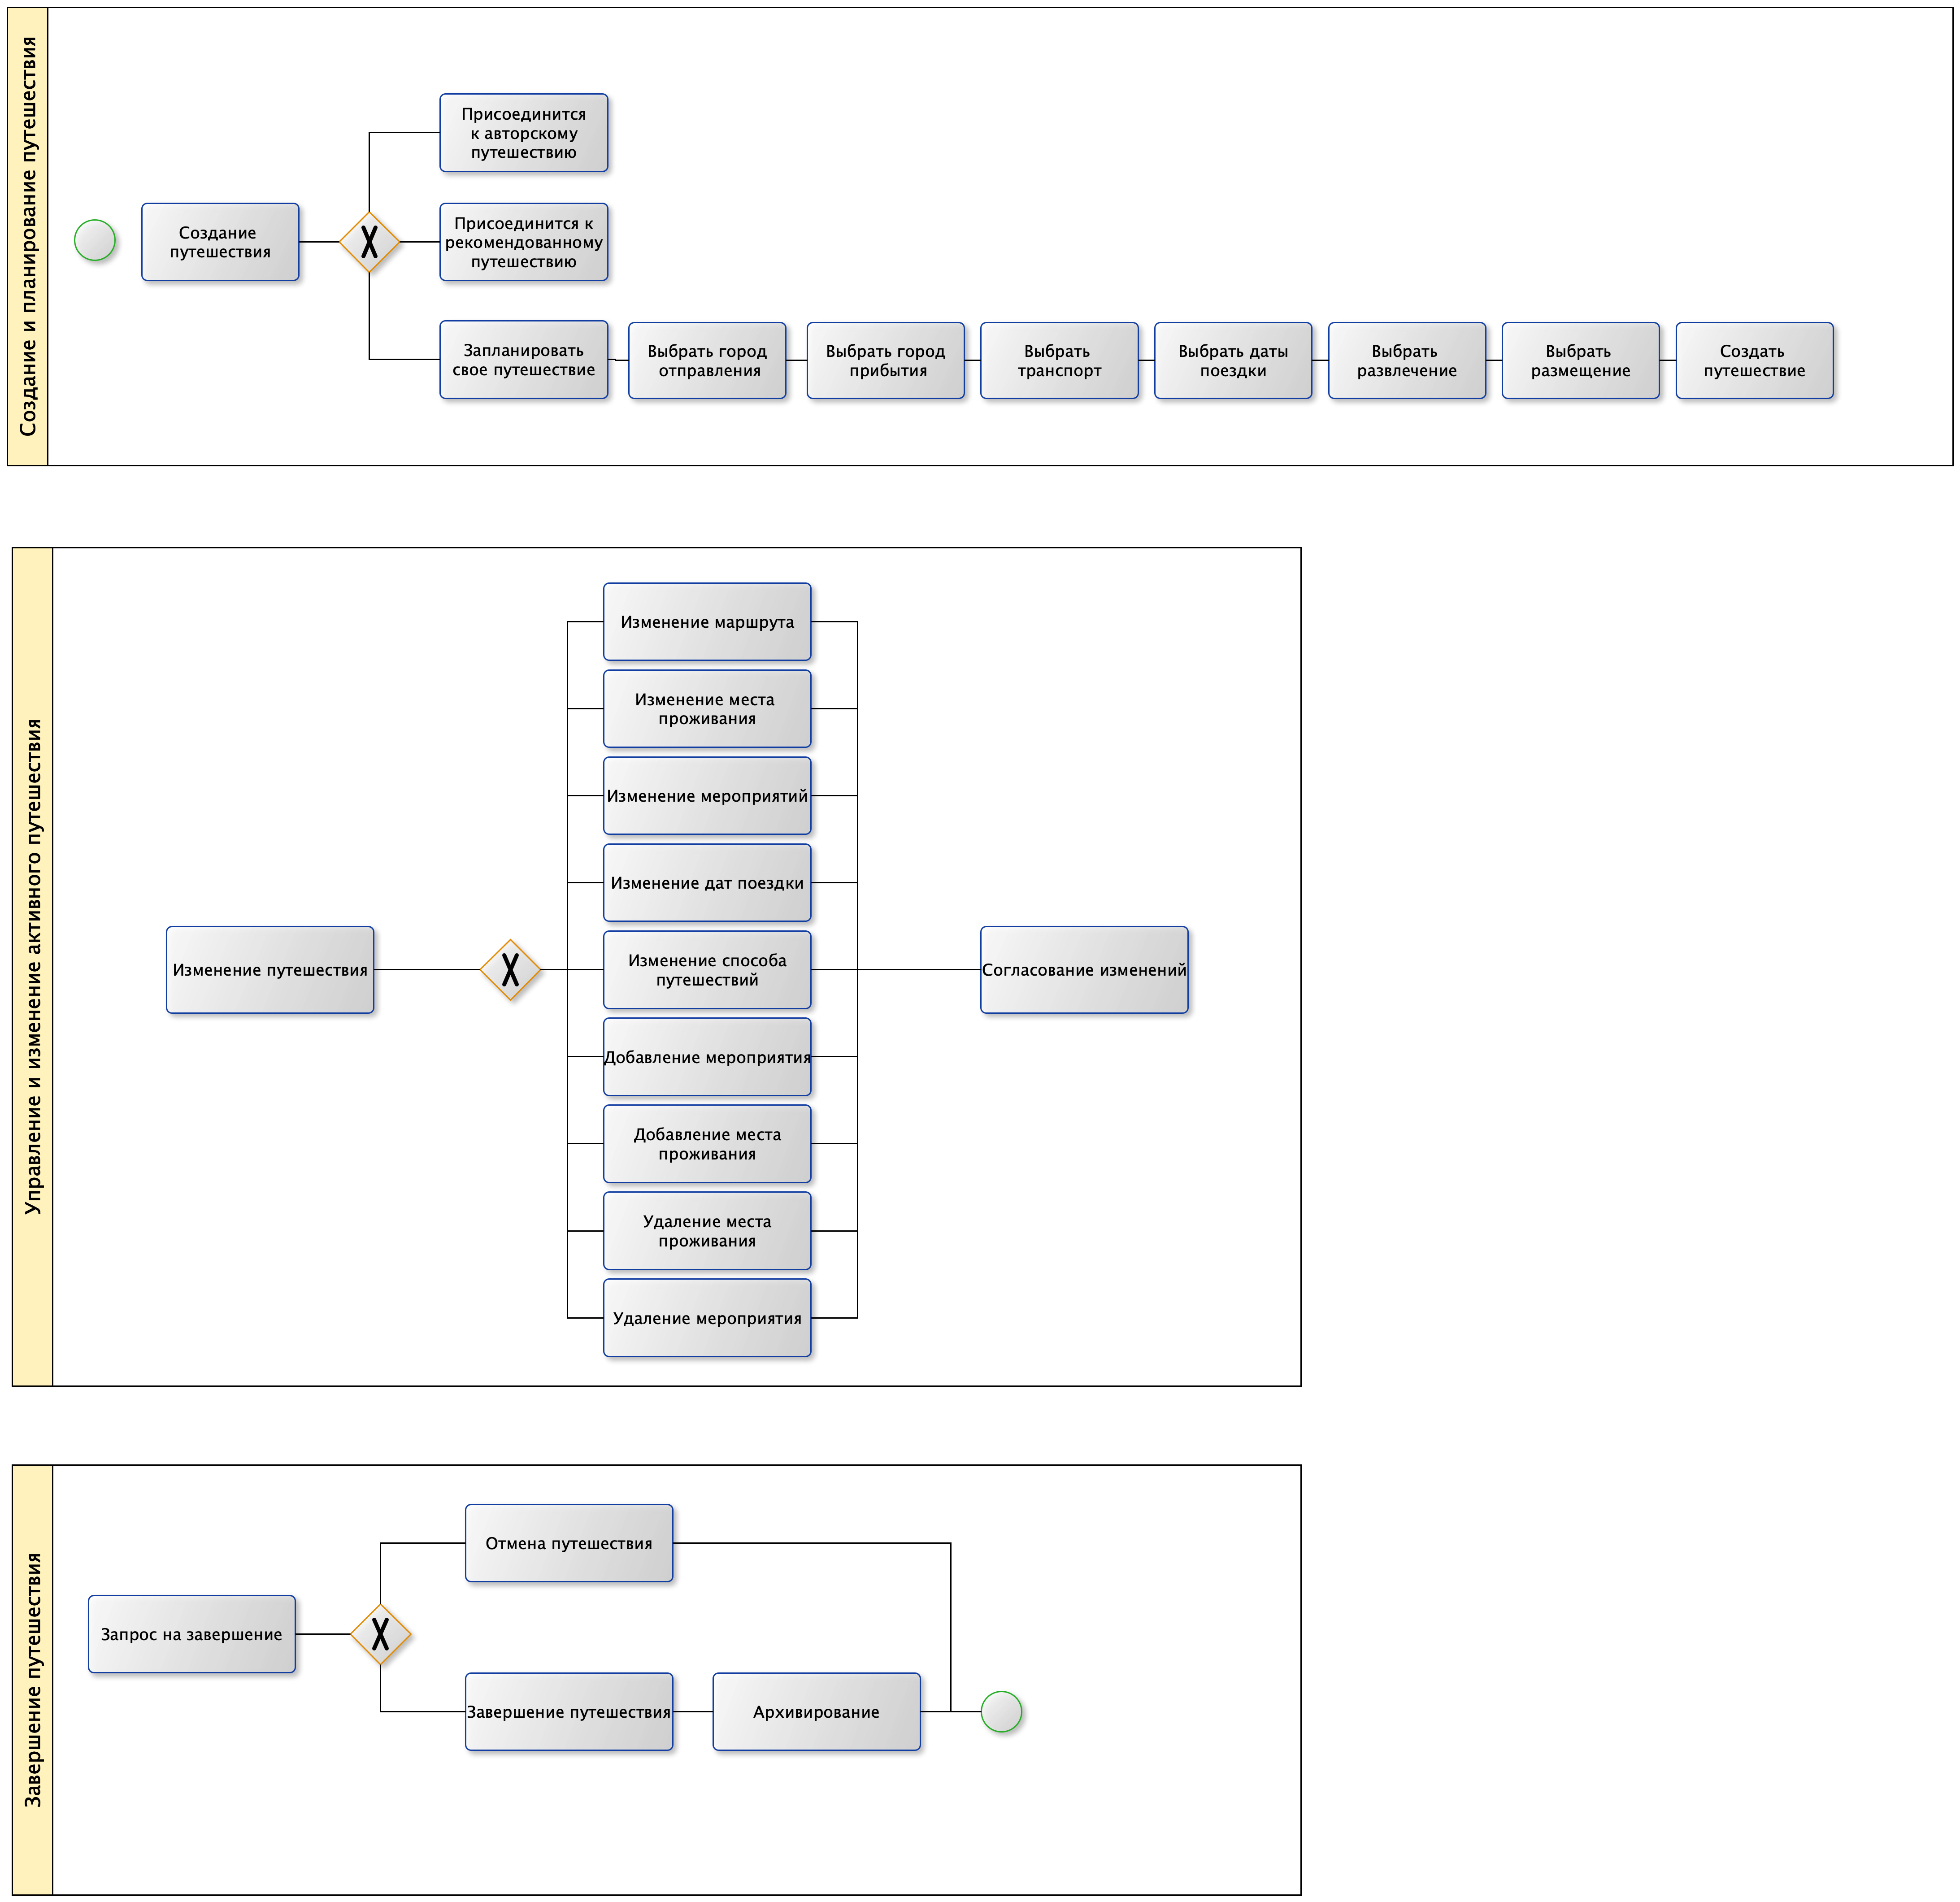 Создание и планирование путешествия
Присоединится
к авторскому
путешествию
Создание
путешествия
Присоединится к
рекомендованному
путешествию
Запланировать
свое путешествие
Выбрать город
отправления
Выбрать город
прибытия
Выбрать
транспорт
Выбрать даты
поездки
Выбрать
развлечение
Выбрать
размещение
Создать
путешествие
Управление и изменение активного путешествия
Изменение маршрута
Изменение места
проживания
Изменение мероприятий
Изменение дат поездки
Изменение путешествия
Изменение способа
путешествий
Согласование изменений
Добавление мероприятия
Добавление места
проживания
Удаление места
проживания
Удаление мероприятия
Завершение путешествия
Отмена путешествия
Запрос на завершение
Завершение путешествия
Архивирование